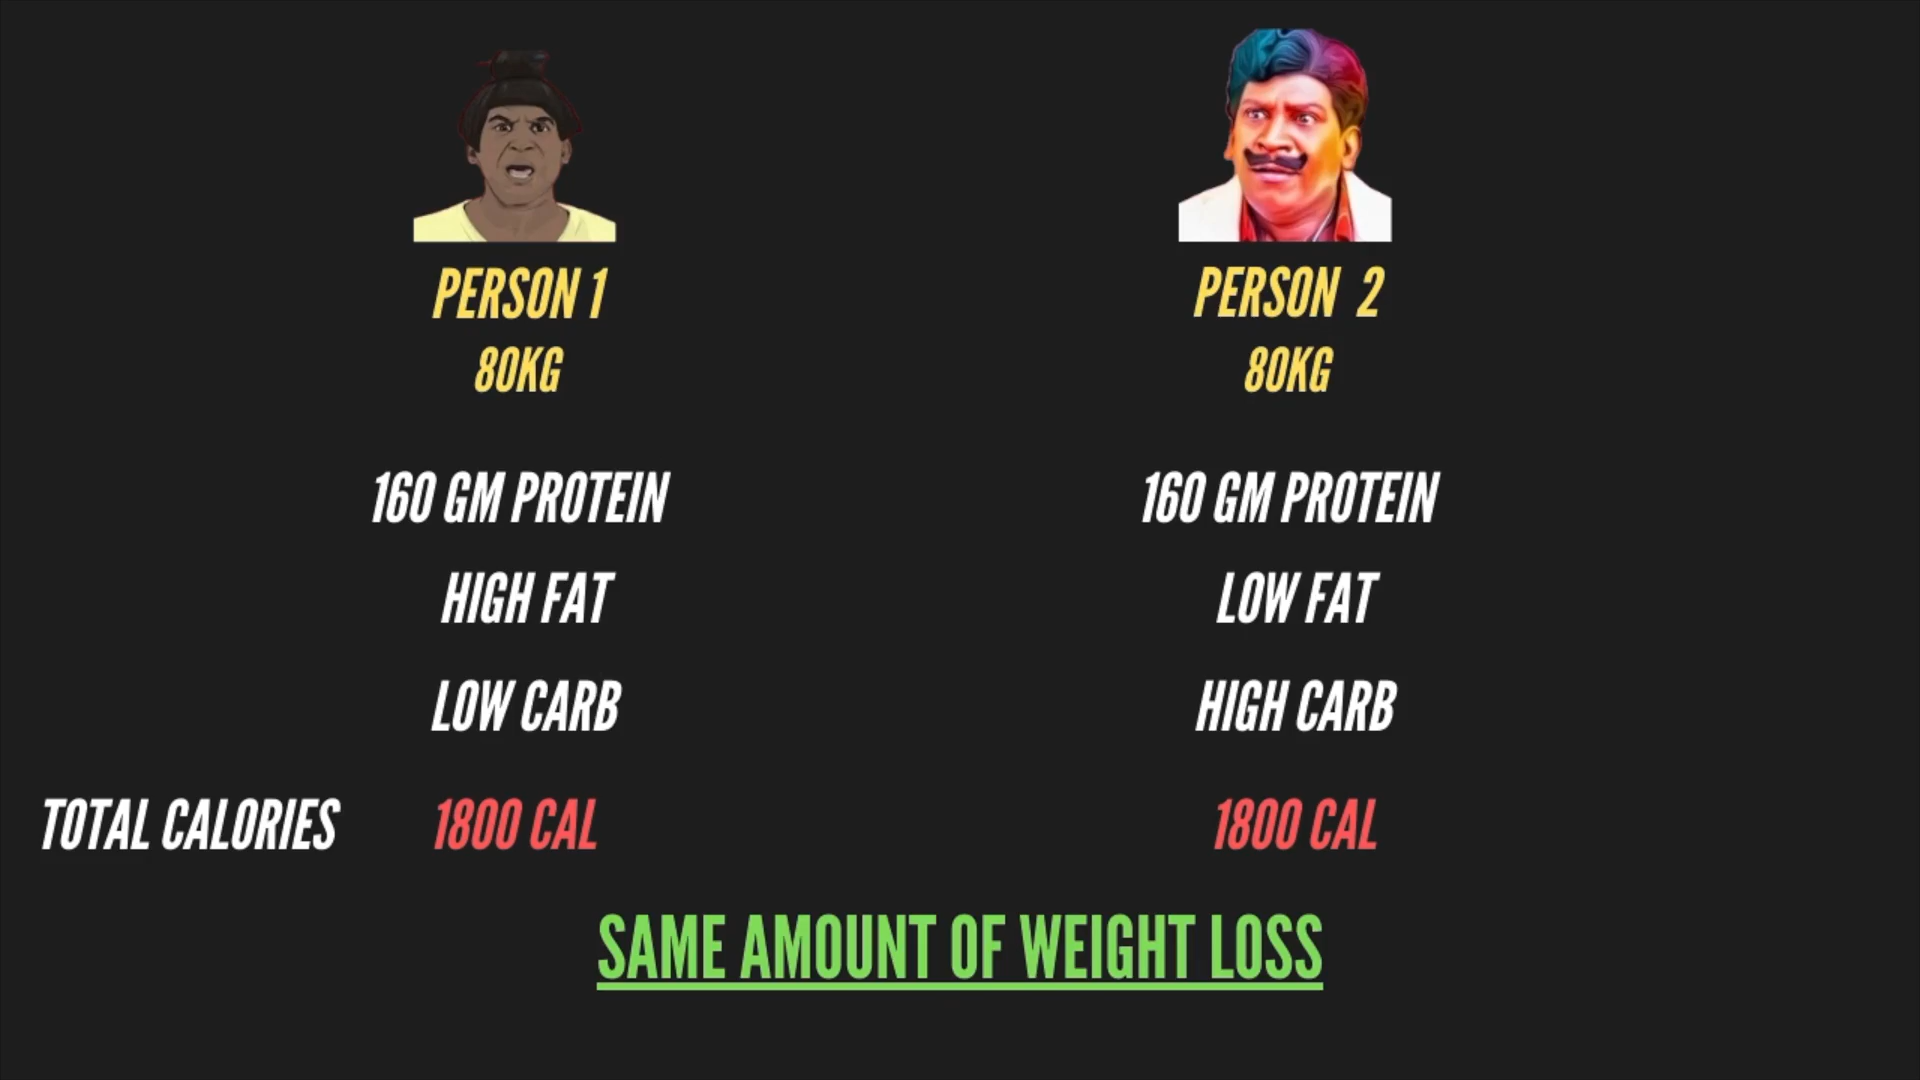 PERSON 1
PERSON 2
80KG
80KG
160 GM PROTEIN
160 GM PROTEIN
HIGH FAT
LOW FAT
LOW CARB
HIGH CARB
TOTAL CALORIES 1800 CAL
1800 CAL
SAME AMOUNT OF WEIGHT LOSS